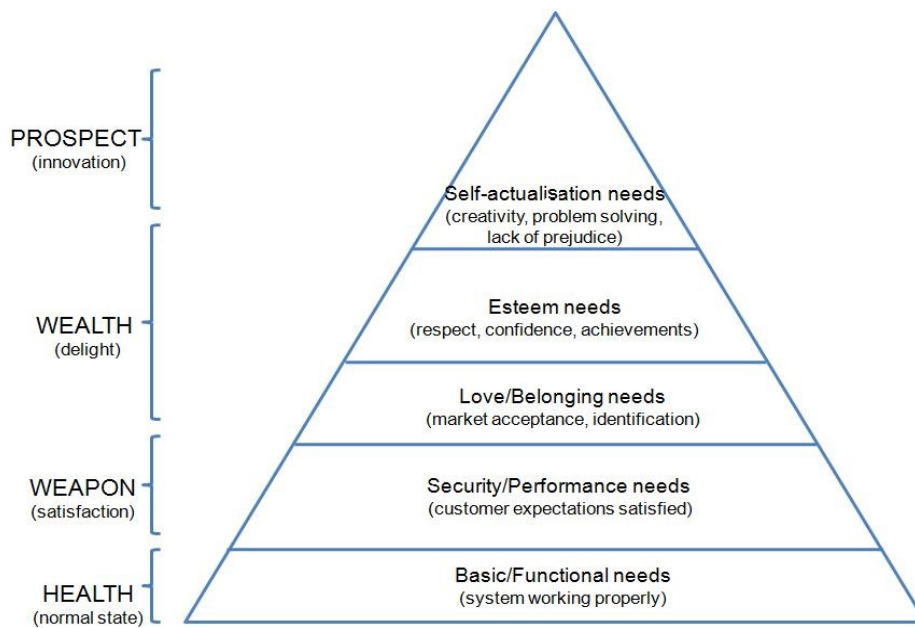 PROSPECT
(innovation)
Self-actualisation needs
(creativity, problem solving,
lack of prejudice)
WEALTH
(delight)
Esteem needs
(respect, confidence, achievements)
Love/Belonging needs
(market acceptance, identification)
WEAPON
(satisfaction)
Security/Performance needs
(customer expectations satisfied)
HEALTH
(normal state)
Basic/Functional needs
(system working properly)